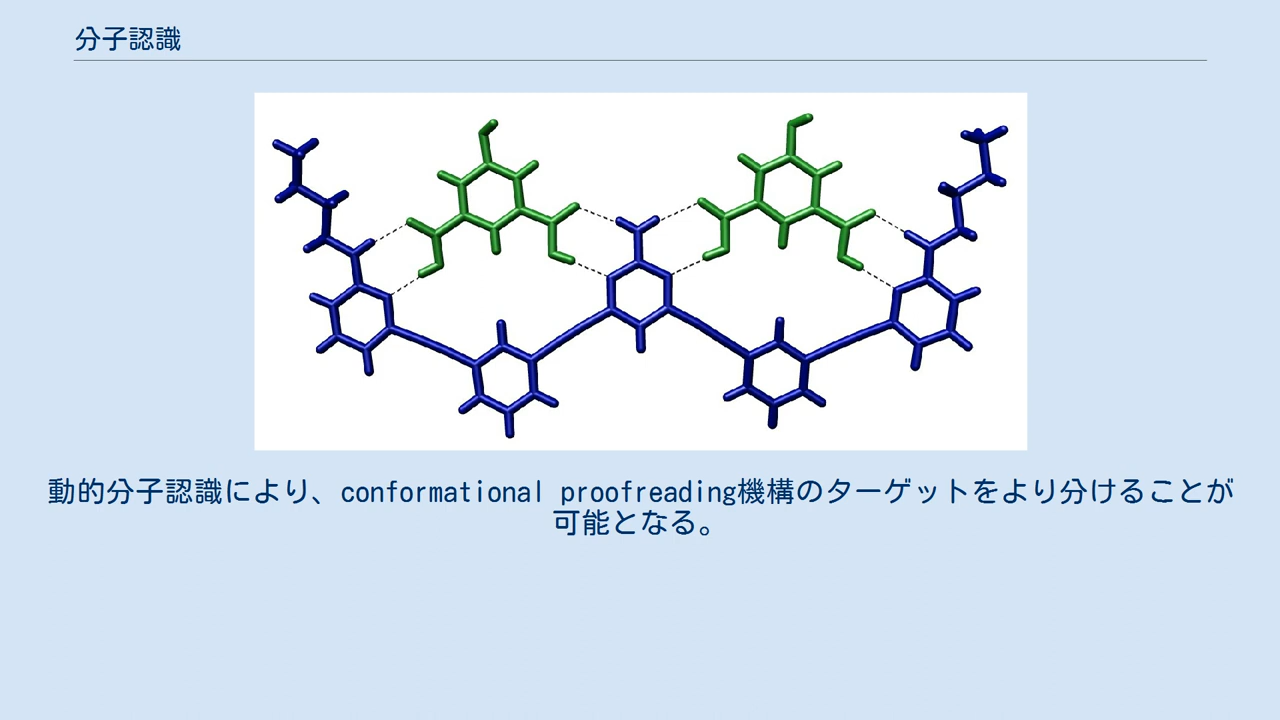 分子認識
動的分子認識により、conformational proofreading機構のターゲットをより分けることが
可能となる。